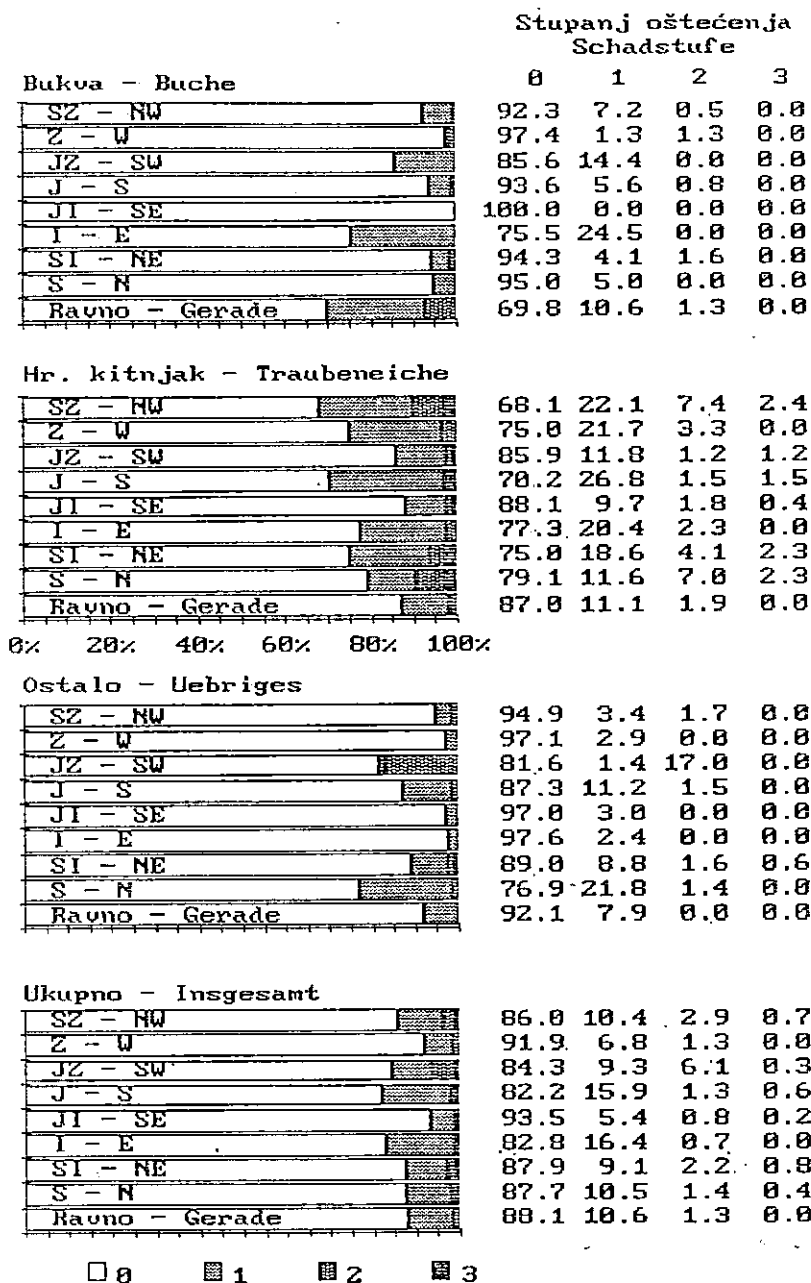 Stupanj oštećenja
Schadstufe
Bukva - Buche 0 1 2 3
SZ - NW 92.3 7.2 0.5 0.0
Z - W 97.4 1.3 1.3 0.0
JZ - SW 85.6 14.4 0.0 0.0
J - S 93.6 5.6 0.8 0.0
JI - SE 100.0 0.0 0.0 0.0
I - E 75.5 24.5 0.0 0.0
SI - NE 94.3 4.1 1.6 0.0
S - N 95.0 5.0 0.0 0.0
Ravno - Gerade 69.8 10.6 1.3 0.0
Hr. kitnjak - Traubeneiche
SZ - NW 68.1 22.1 7.4 2.4
Z - W 75.0 21.7 3.3 0.0
JZ - SW 85.9 11.8 1.2 1.2
J - S 70.2 26.8 1.5 1.5
JI - SE 88.1 9.7 1.8 0.4
I - E 77.3 20.4 2.3 0.0
SI - NE 75.0 18.6 4.1 2.3
S - N 79.1 11.6 7.0 2.3
Ravno - Gerade 87.0 11.1 1.9 0.0
0% 20% 40% 60% 80% 100%
Ostalo - Uebriges
SZ - NW 94.9 3.4 1.7 0.0
Z - W 97.1 2.9 0.0 0.0
JZ - SW 81.6 1.4 17.0 0.0
J - S 87.3 11.2 1.5 0.0
JI - SE 97.0 3.0 0.0 0.0
I - E 97.6 2.4 0.0 0.0
SI - NE 89.0 8.8 1.6 0.6
S - N 76.9 21.8 1.4 0.0
Ravno - Gerade 92.1 7.9 0.0 0.0
Ukupno - Insgesamt
SZ - NW 86.0 10.4 2.9 0.7
Z - W 91.9 6.8 1.3 0.0
JZ - SW 84.3 9.3 6.1 0.3
J - S 82.2 15.9 1.3 0.6
JI - SE 93.5 5.4 0.8 0.2
I - E 82.8 16.4 0.7 0.0
SI - NE 87.9 9.1 2.2 0.8
S - N 87.7 10.5 1.4 0.4
Ravno - Gerade 88.1 10.6 1.3 0.0
0 1 2 3